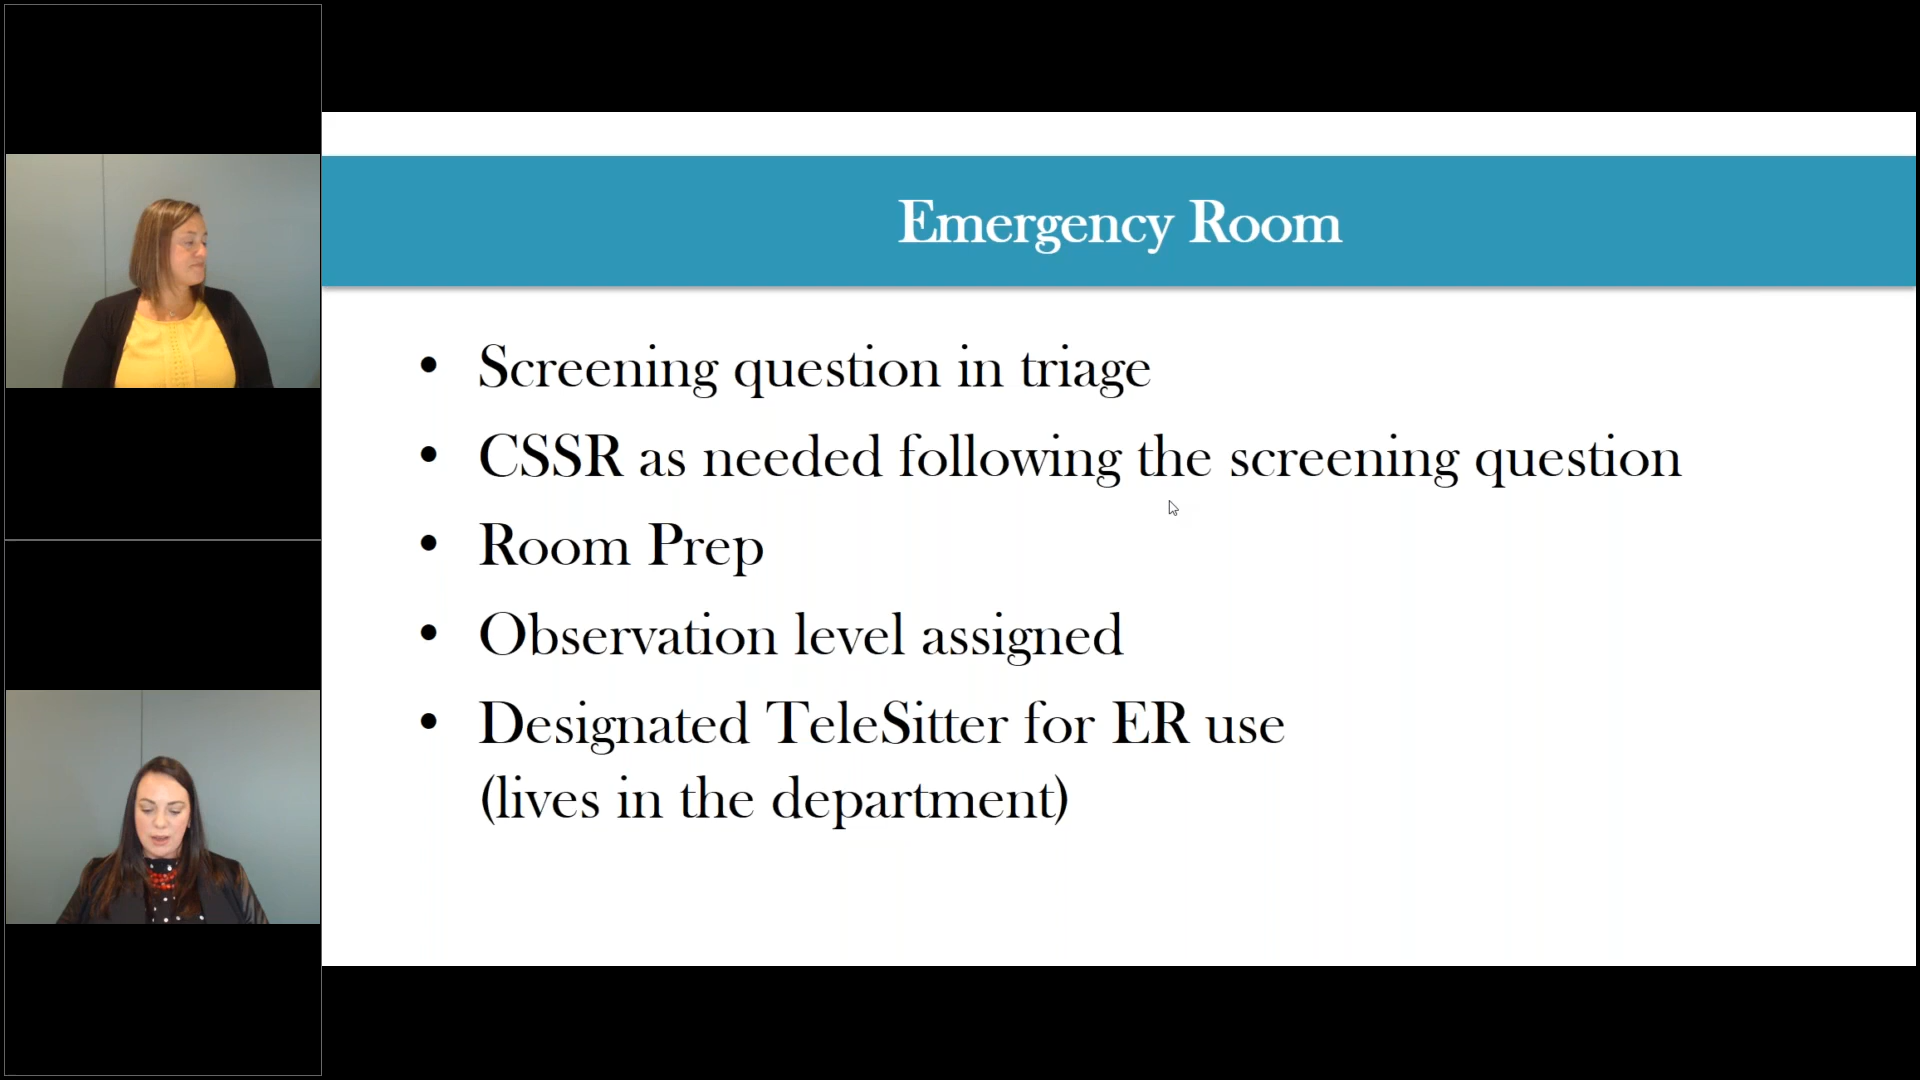 Emergency Room
• Screening question in triage
• CSSR as needed following the screening question
• Room Prep
• Observation level assigned
• Designated TeleSitter for ER use
(lives in the department)